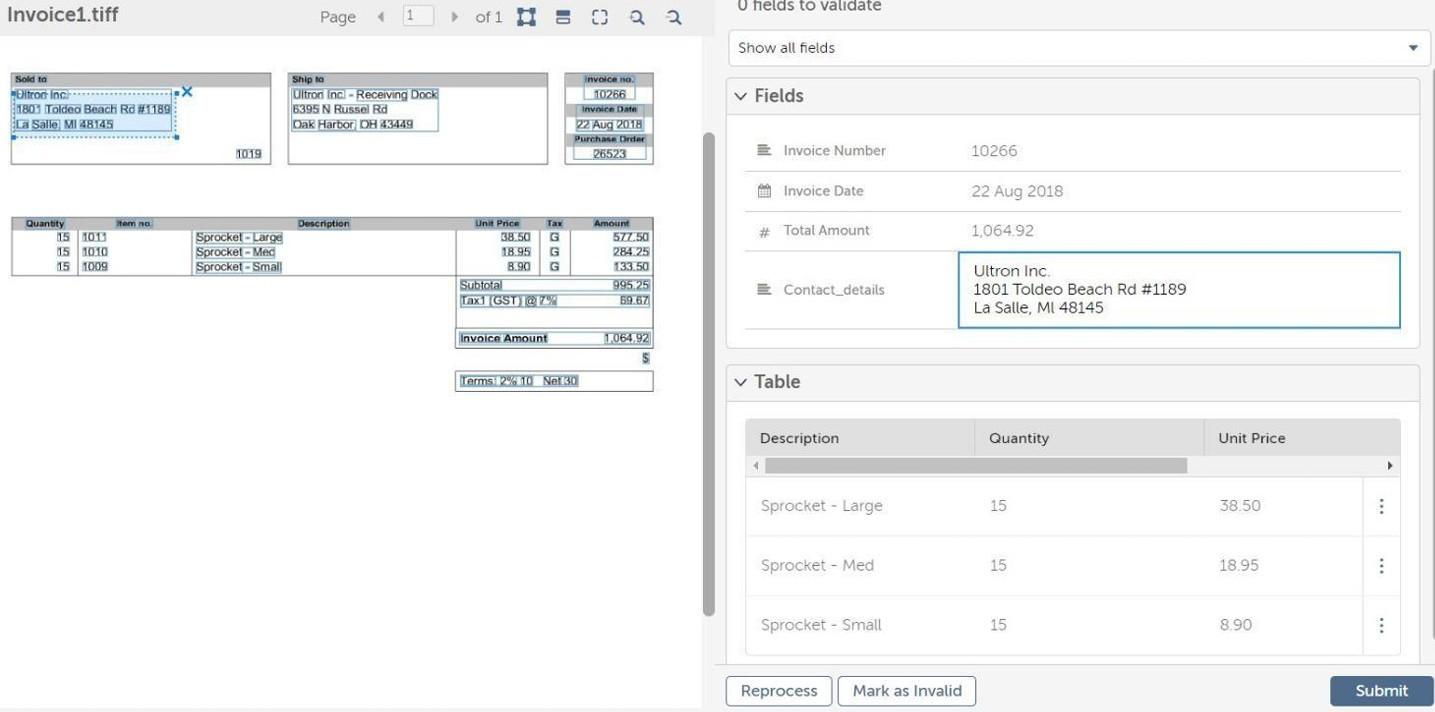 Invoice1.tiff
Page 1 of 1
Sold to
Ultron Inc.
1801 Toldeo Beach Rd #1189
La Salle, MI 48145
1019
Ship to
Ultron Inc. - Receiving Dock
6395 N Russel Rd
Oak Harbor, OH 43449
Invoice no.
10266
Invoice Date
22 Aug 2018
Purchase Order
26523
Quantity Item no. Description Unit Price Tax Amount
15 1011 Sprocket - Large 38.50 G 577.50
15 1010 Sprocket - Med 18.95 G 284.25
15 1009 Sprocket - Small 8.90 G 133.50
Subtotal 995.25
Tax1 (GST) @ 7% 69.67
Invoice Amount 1,064.92
$
Terms: 2% 10 Net 30
0 fields to validate
Show all fields
Fields
Invoice Number 10266
Invoice Date 22 Aug 2018
# Total Amount 1,064.92
Contact_details
Ultron Inc.
1801 Toldeo Beach Rd #1189
La Salle, MI 48145
Table
Description Quantity Unit Price
Sprocket - Large 15 38.50
Sprocket - Med 15 18.95
Sprocket - Small 15 8.90
Reprocess Mark as Invalid Submit